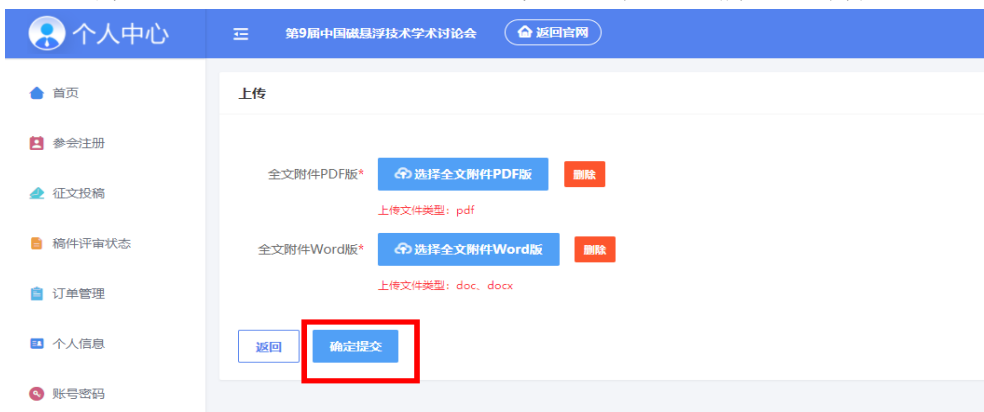 个人中心
第9届中国磁悬浮技术学术讨论会 返回官网
首页
参会注册
征文投稿
稿件评审状态
订单管理
个人信息
账号密码
上传
全文附件PDF版* 选择全文附件PDF版 删除
上传文件类型：pdf
全文附件Word版* 选择全文附件Word版 删除
上传文件类型：doc、docx
返回 确定提交